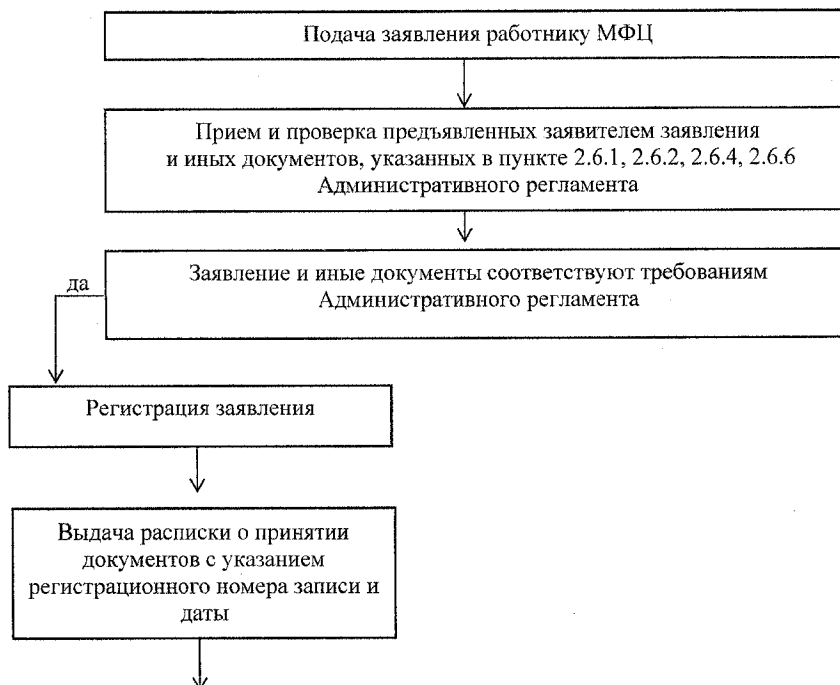 Подача заявления работнику МФЦ
Прием и проверка предъявленных заявителем заявления
и иных документов, указанных в пункте 2.6.1, 2.6.2, 2.6.4, 2.6.6
Административного регламента
Заявление и иные документы соответствуют требованиям
Административного регламента
да
Регистрация заявления
Выдача расписки о принятии
документов с указанием
регистрационного номера записи и
даты